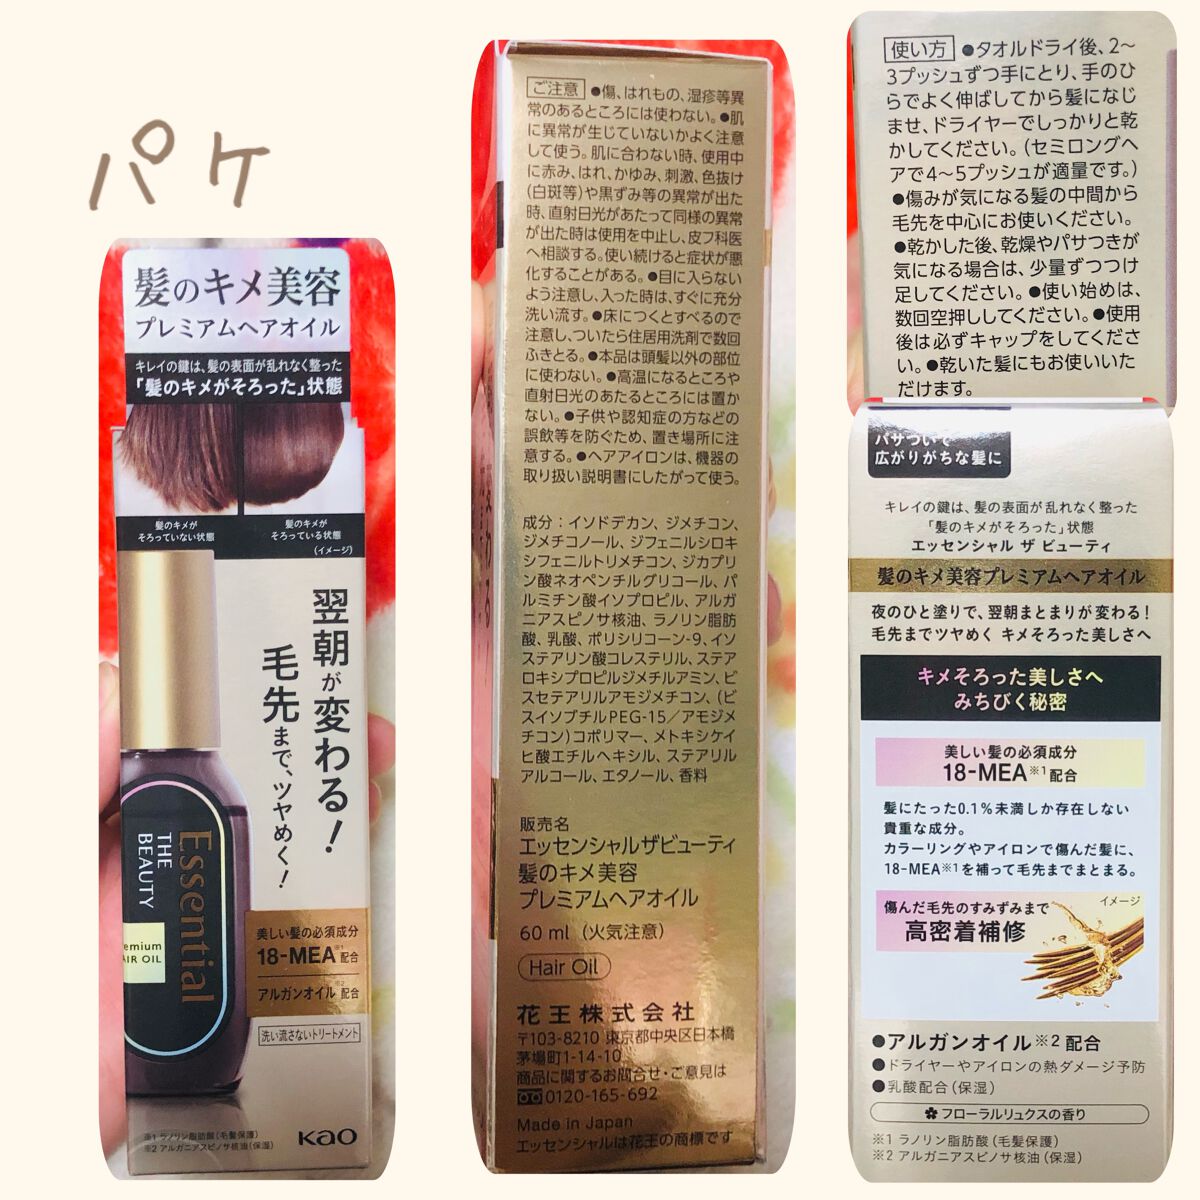 パケ
髪のキメ美容
プレミアムヘアオイル
キレイの鍵は、髪の表面が乱れなく整った
「髪のキメがそろった」状態
髪のキメが
そろっていない状態
髪のキメが
そろっている状態
(イメージ)
翌朝が変わる!
毛先まで、ツヤめく!
Essential
THE
BEAUTY
emium
AIR OIL
美しい髪の必須成分
18-MEA※1配合
アルガンオイル※2配合
洗い流さないトリートメント
※1 ラノリン脂肪酸(毛髪保護)
※2 アルガニアスピノサ核油(保湿)
Kao
ご注意 ●傷、はれもの、湿疹等異
常のあるところには使わない。●肌
に異常が生じていないかよく注意
して使う。肌に合わない時、使用中
に赤み、はれ、かゆみ、刺激、色抜け
(白斑等)や黒ずみ等の異常が出た
時、直射日光があたって同様の異常
が出た時は使用を中止し、皮フ科医
へ相談する。使い続けると症状が悪
化することがある。●目に入らない
よう注意し、入った時は、すぐに充分
洗い流す。●床につくとすべるので
注意し、ついたら住居用洗剤で数回
ふきとる。●本品は頭髪以外の部位
に使わない。●高温になるところや
直射日光のあたるところには置か
ない。●子供や認知症の方などの
誤飲等を防ぐため、置き場所に注
意する。●ヘアアイロンは、機器の
取り扱い説明書にしたがって使う。
成分:イソドデカン、ジメチコン、
ジメチコノール、ジフェニルシロキ
シフェニルトリメチコン、ジカプリ
ン酸ネオペンチルグリコール、パ
ルミチン酸イソプロピル、アルガ
ニアスピノサ核油、ラノリン脂肪
酸、乳酸、ポリシリコーン-9、イソ
ステアリン酸コレステリル、ステア
ロキシプロピルジメチルアミン、ビ
スセテアリルアモジメチコン、(ビ
スイソブチルPEG-15/アモジメ
チコン)コポリマー、メトキシケイ
ヒ酸エチルヘキシル、ステアリル
アルコール、エタノール、香料
販売名
エッセンシャルザビューティ
髪のキメ美容
プレミアムヘアオイル
60 ml (火気注意)
Hair Oil
花王株式会社
〒103-8210 東京都中央区日本橋
茅場町1-14-10
商品に関するお問合せ・ご意見は
0120-165-692
Made in Japan
エッセンシャルは花王の商標です
使い方 ●タオルドライ後、2~
3プッシュずつ手にとり、手のひ
らでよく伸ばしてから髪になじ
ませ、ドライヤーでしっかりと乾
かしてください。(セミロングヘ
アで4~5プッシュが適量です。)
●傷みが気になる髪の中間から
毛先を中心にお使いください。
●乾かした後、乾燥やパサつきが
気になる場合は、少量ずつつけ
足してください。●使い始めは、
数回空押ししてください。●使用
後は必ずキャップをしてくださ
い。●乾いた髪にもお使いいた
だけます。
パサついて
広がりがちな髪に
キレイの鍵は、髪の表面が乱れなく整った
「髪のキメがそろった」状態
エッセンシャル ザ ビューティ
髪のキメ美容プレミアムヘアオイル
夜のひと塗りで、翌朝まとまりが変わる!
毛先までツヤめく キメそろった美しさへ
キメそろった美しさへ
みちびく秘密
美しい髪の必須成分
18-MEA※1配合
髪にたった0.1%未満しか存在しない
貴重な成分。
カラーリングやアイロンで傷んだ髪に、
18-MEA※1を補って毛先までまとまる。
傷んだ毛先のすみずみまで
高密着補修
イメージ
●アルガンオイル※2配合
●ドライヤーやアイロンの熱ダメージ予防
●乳酸配合(保湿)
フローラルリュクスの香り
※1 ラノリン脂肪酸(毛髪保護)
※2 アルガニアスピノサ核油(保湿)